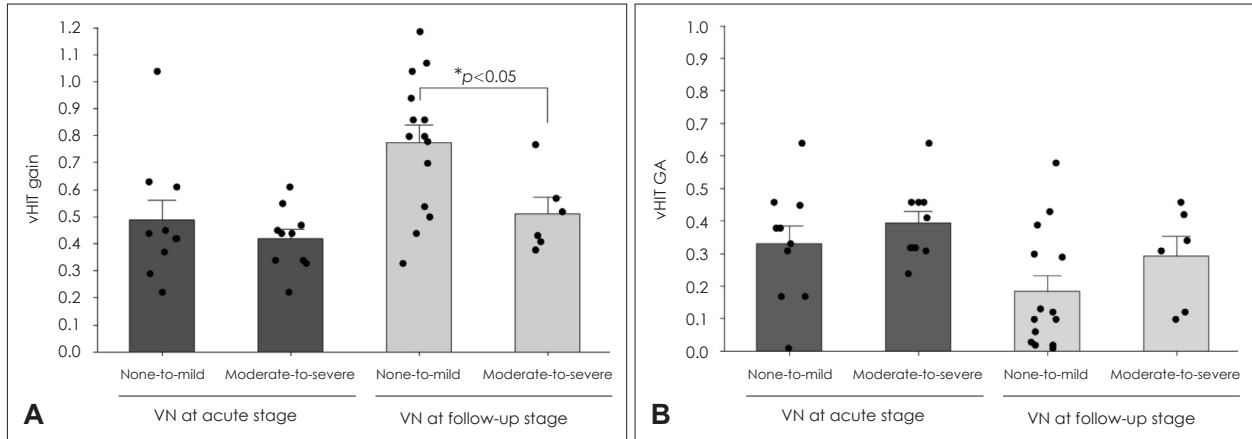 1.2
1.1
1.0
0.9
0.8
0.7
0.6
0.5
0.4
0.3
0.2
0.1
0.0
vHIT gain
*p<0.05
None-to-mild Moderate-to-severe None-to-mild Moderate-to-severe
VN at acute stage VN at follow-up stage
A
1.0
0.9
0.8
0.7
0.6
0.5
0.4
0.3
0.2
0.1
0.0
vHIT GA
None-to-mild Moderate-to-severe None-to-mild Moderate-to-severe
VN at acute stage VN at follow-up stage
B